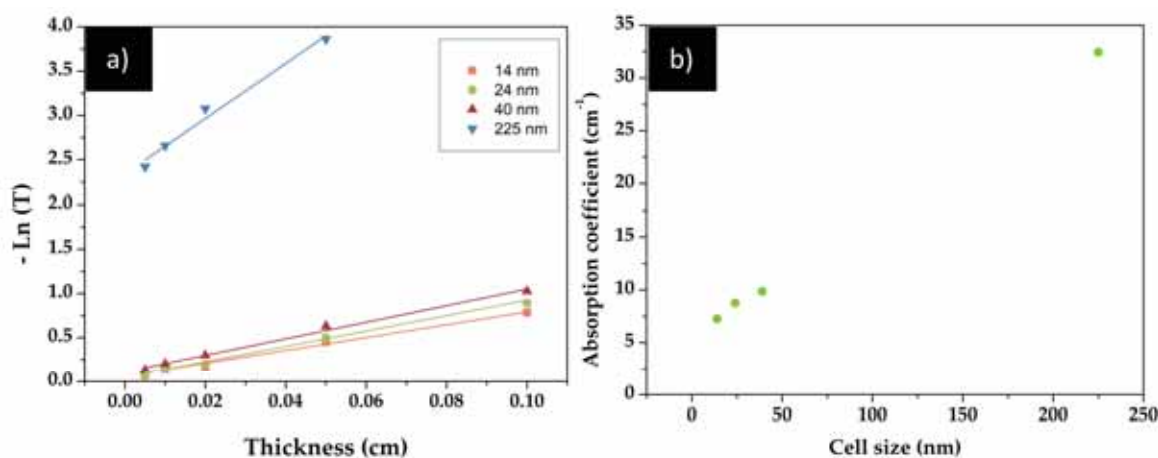 a)
- Ln (T)
4.0
3.5
3.0
2.5
2.0
1.5
1.0
0.5
0.0
14 nm
24 nm
40 nm
225 nm
0.00 0.02 0.04 0.06 0.08 0.10
Thickness (cm)
b)
Absorption coefficient (cm⁻¹)
35
30
25
20
15
10
5
0
0 50 100 150 200 250
Cell size (nm)